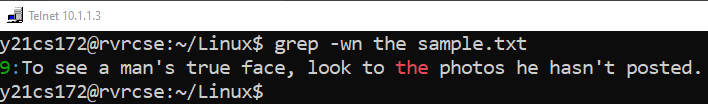 Telnet 10.1.1.3
y21cs172@rvrcse:~/Linux$ grep -wn the sample.txt
9:To see a man's true face, look to the photos he hasn't posted.
y21cs172@rvrcse:~/Linux$